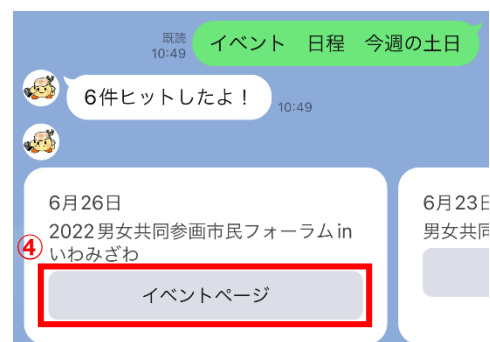 既読
10:49
イベント　日程　今週の土日
6件ヒットしたよ！
10:49
6月26日
2022男女共同参画市民フォーラムin
いわみざわ
④
イベントページ
6月23日
男女共同